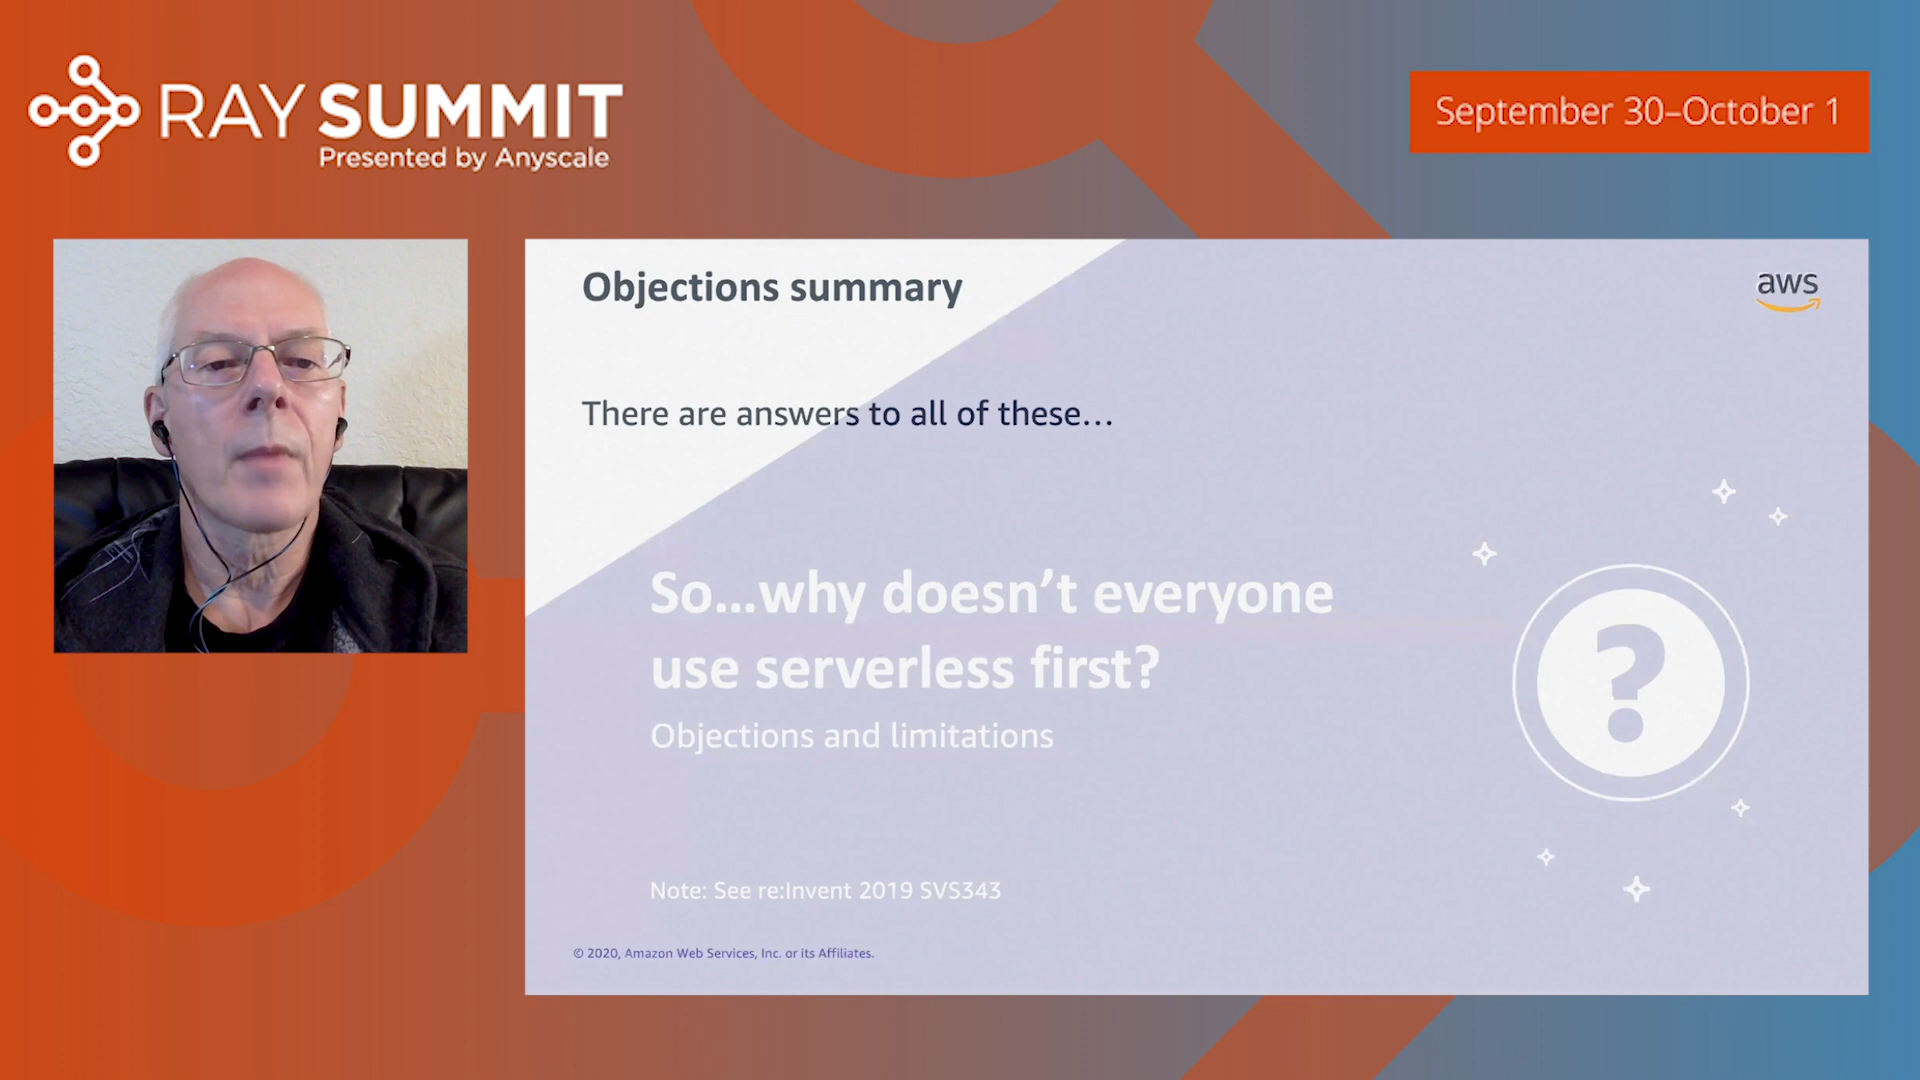 RAY SUMMIT
Presented by Anyscale
September 30–October 1
Objections summary
aws
There are answers to all of these...
So...why doesn’t everyone
use serverless first?
Objections and limitations
?
Note: See re:Invent 2019 SVS343
© 2020, Amazon Web Services, Inc. or its Affiliates.